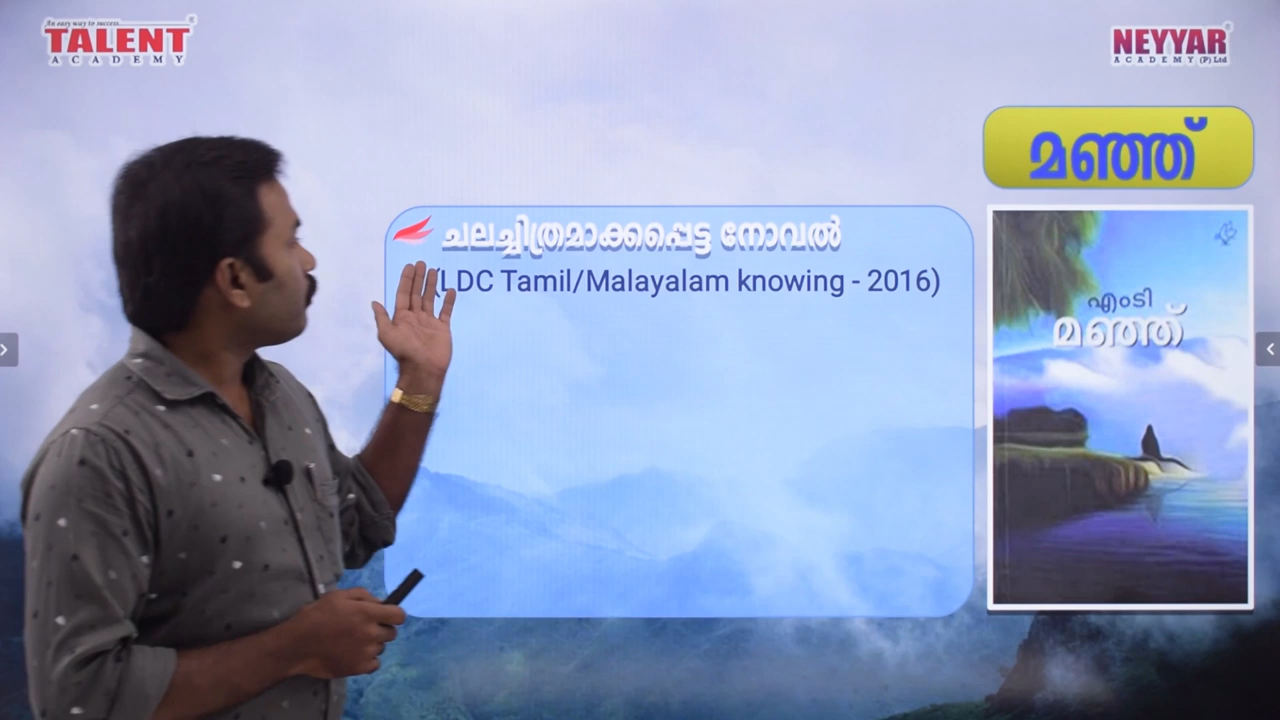 An easy way to success...
TALENT
ACADEMY
NEYYAR
ACADEMY (P) Ltd
മഞ്ഞ്
ചലച്ചിത്രമാക്കപ്പെട്ട നോവൽ
(LDC Tamil/Malayalam knowing - 2016)
എംടി
മഞ്ഞ്